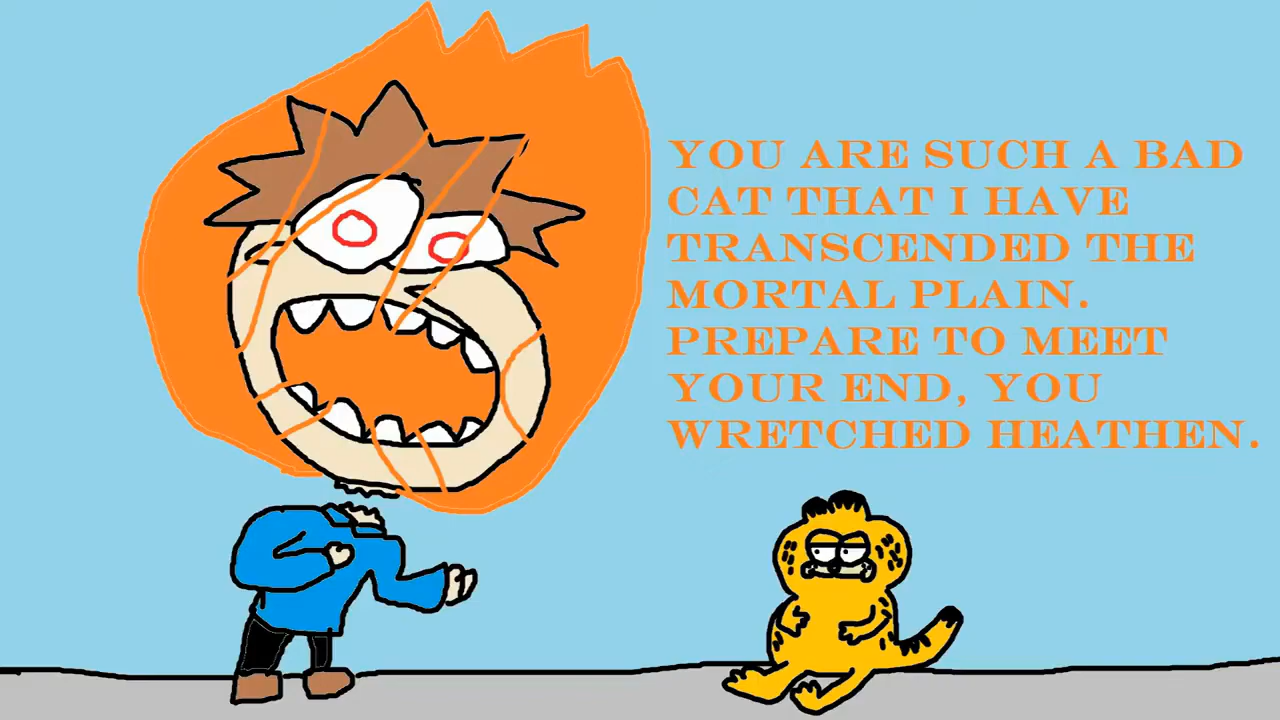 YOU ARE SUCH A BAD
CAT THAT I HAVE
TRANSCENDED THE
MORTAL PLAIN.
PREPARE TO MEET
YOUR END, YOU
WRETCHED HEATHEN.